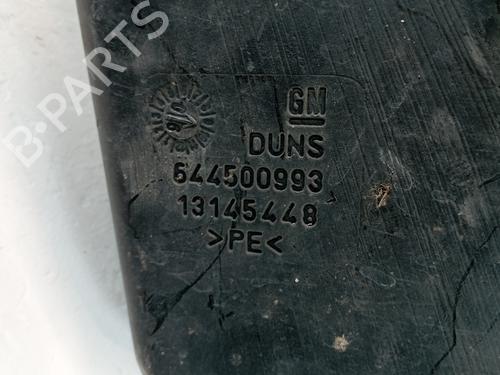 B-PARTS
GM
DUNS
644500993
13145448
>PE<